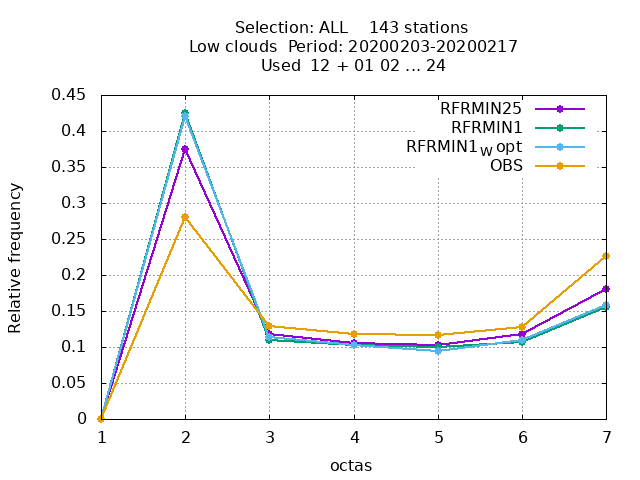 Selection: ALL    143 stations
Low clouds  Period: 20200203-20200217
Used  12 + 01 02 ... 24
Relative frequency
0.45
0.4
0.35
0.3
0.25
0.2
0.15
0.1
0.05
0
RFRMIN25
RFRMIN1
RFRMIN1W opt
OBS
1 2 3 4 5 6 7
octas